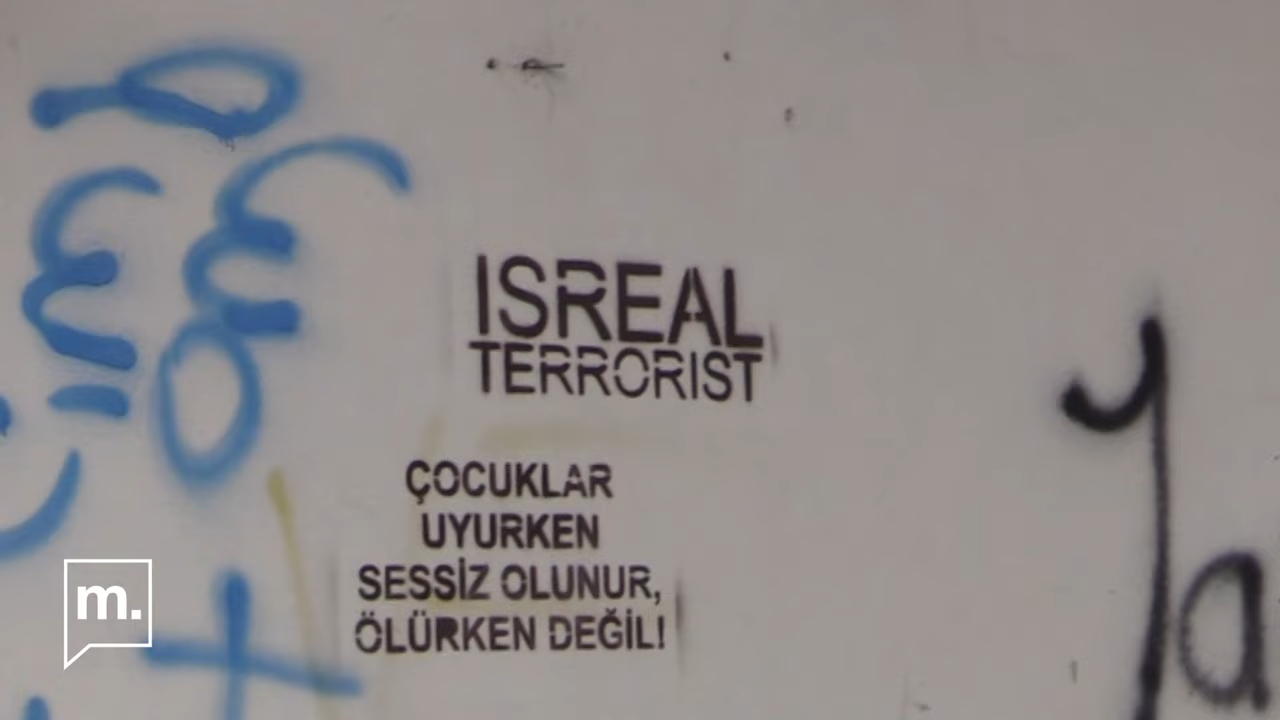 ISREAL
TERRORIST
ÇOCUKLAR
UYURKEN
SESSİZ OLUNUR,
ÖLÜRKEN DEĞİL!
m.